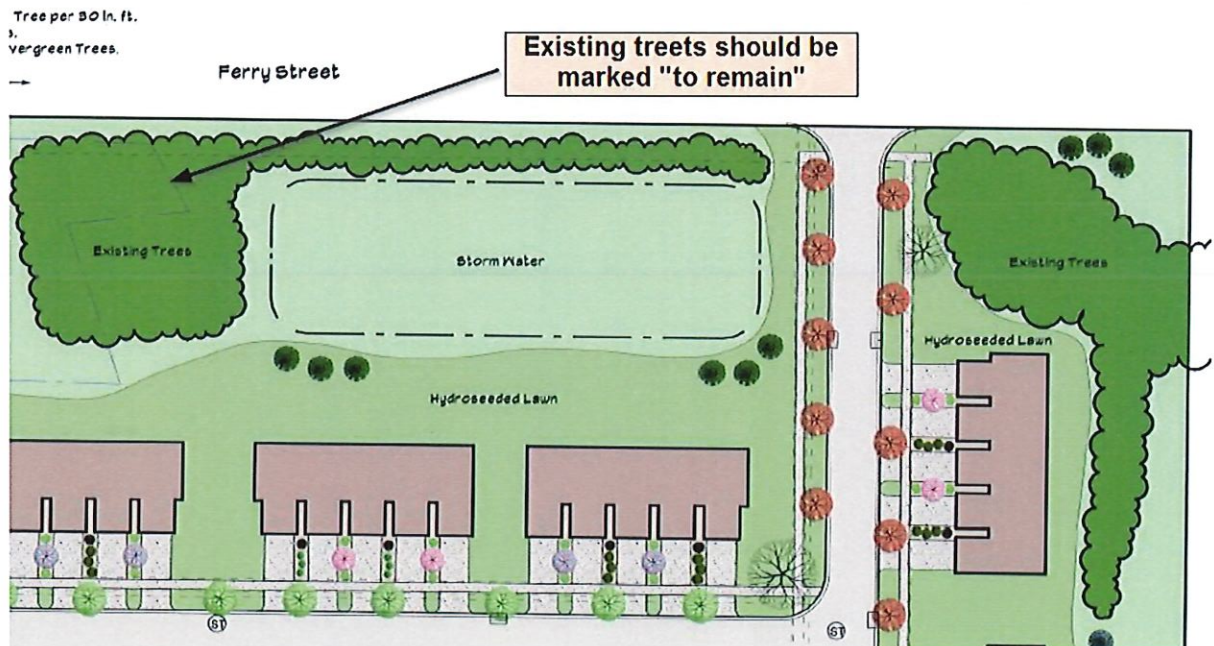 Tree per 30 ln. ft.
s.
vergreen Trees.
Ferry Street
Existing treets should be
marked "to remain"
Existing Trees
Storm Water
Existing Trees
Hydroseeded Lawn
Hydroseeded Lawn
ST
ST